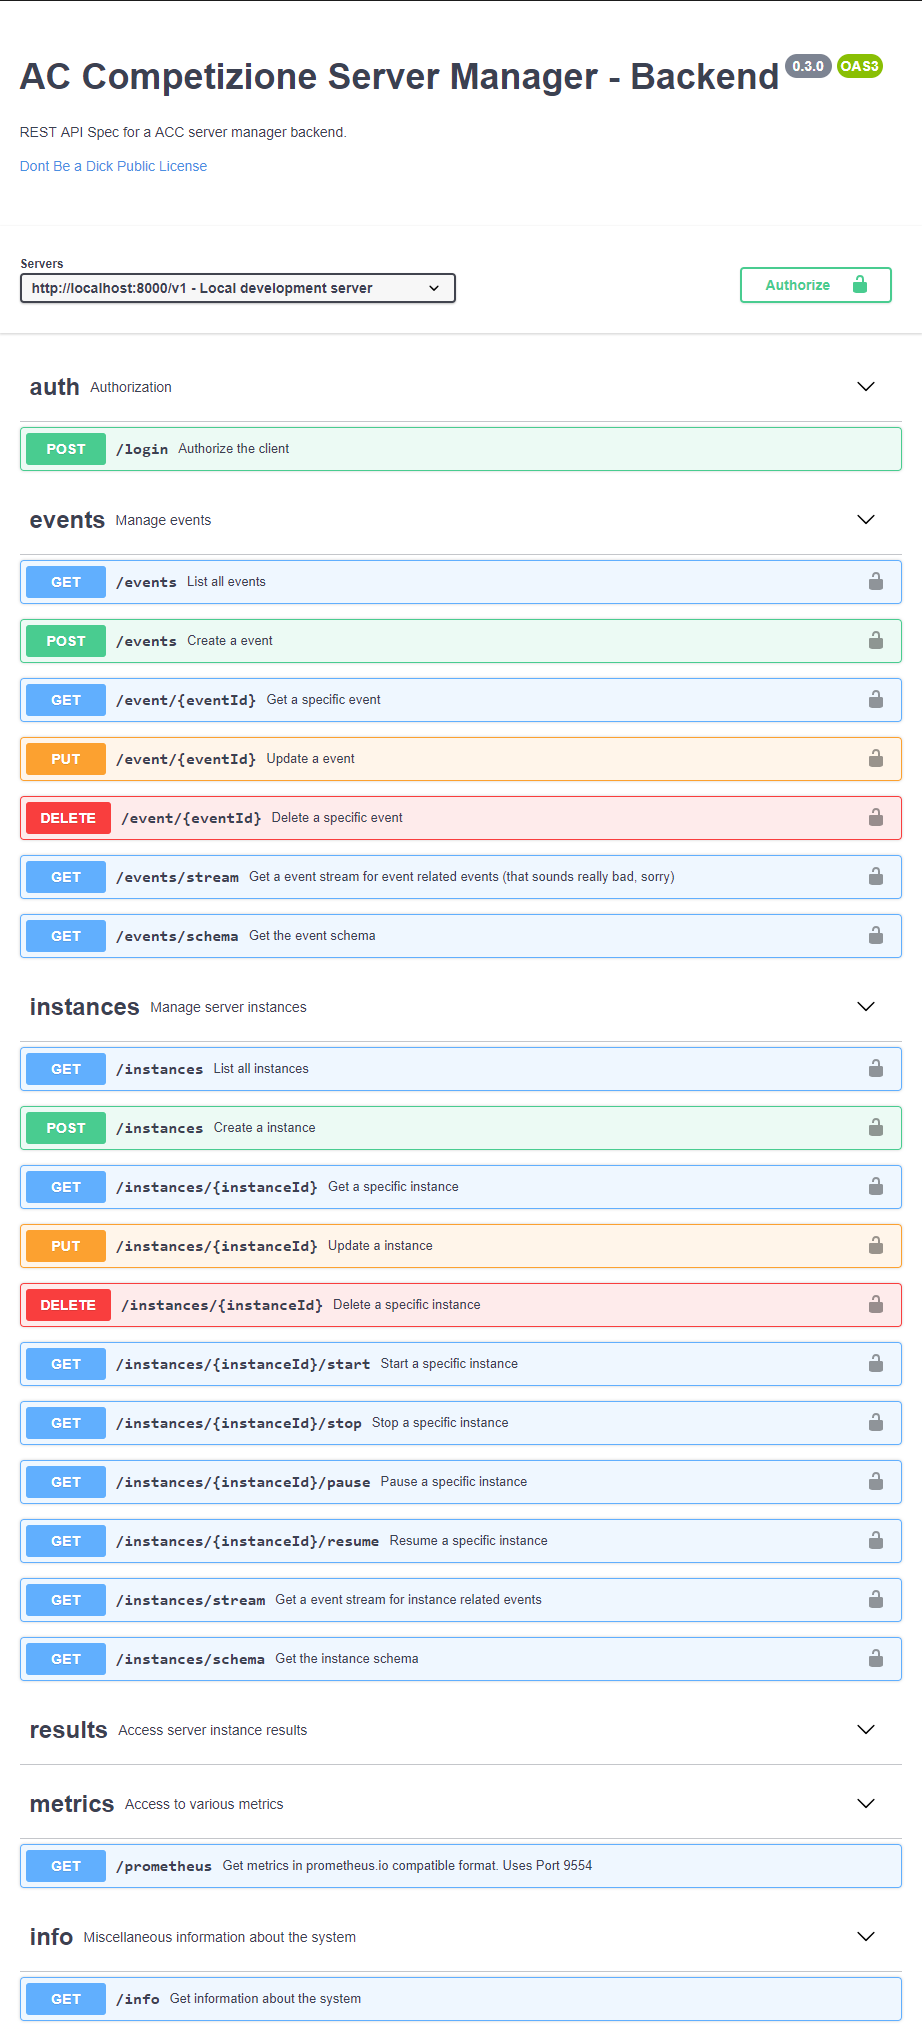 AC Competizione Server Manager - Backend 0.3.0 OAS3
REST API Spec for a ACC server manager backend.
Dont Be a Dick Public License
Servers
http://localhost:8000/v1 - Local development server
Authorize
auth Authorization
POST /login Authorize the client
events Manage events
GET /events List all events
POST /events Create a event
GET /event/{eventId} Get a specific event
PUT /event/{eventId} Update a event
DELETE /event/{eventId} Delete a specific event
GET /events/stream Get a event stream for event related events (that sounds really bad, sorry)
GET /events/schema Get the event schema
instances Manage server instances
GET /instances List all instances
POST /instances Create a instance
GET /instances/{instanceId} Get a specific instance
PUT /instances/{instanceId} Update a instance
DELETE /instances/{instanceId} Delete a specific instance
GET /instances/{instanceId}/start Start a specific instance
GET /instances/{instanceId}/stop Stop a specific instance
GET /instances/{instanceId}/pause Pause a specific instance
GET /instances/{instanceId}/resume Resume a specific instance
GET /instances/stream Get a event stream for instance related events
GET /instances/schema Get the instance schema
results Access server instance results
metrics Access to various metrics
GET /prometheus Get metrics in prometheus.io compatible format. Uses Port 9554
info Miscellaneous information about the system
GET /info Get information about the system